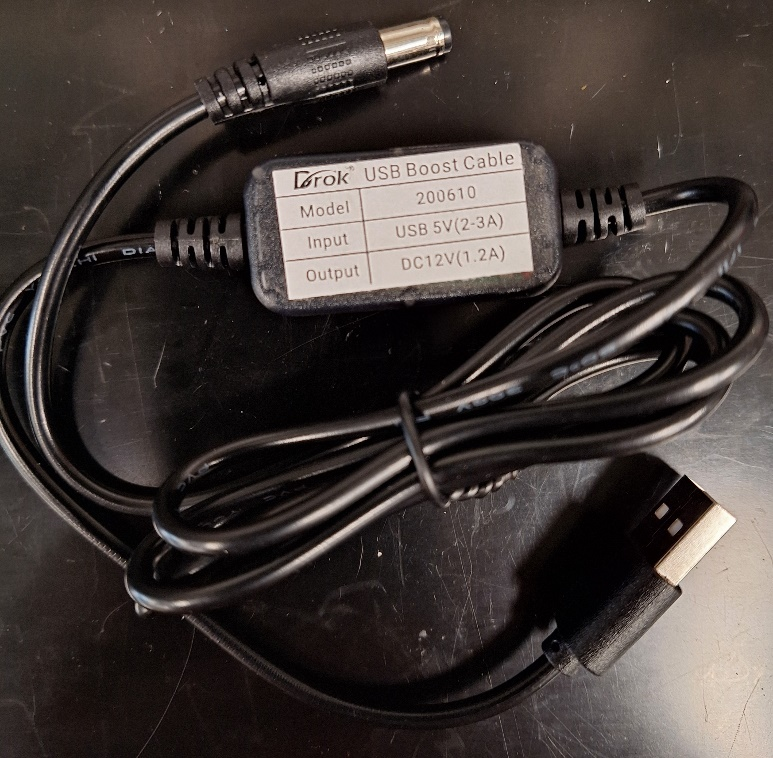 Drok® USB Boost Cable
Model 200610
Input USB 5V(2-3A)
Output DC12V(1.2A)